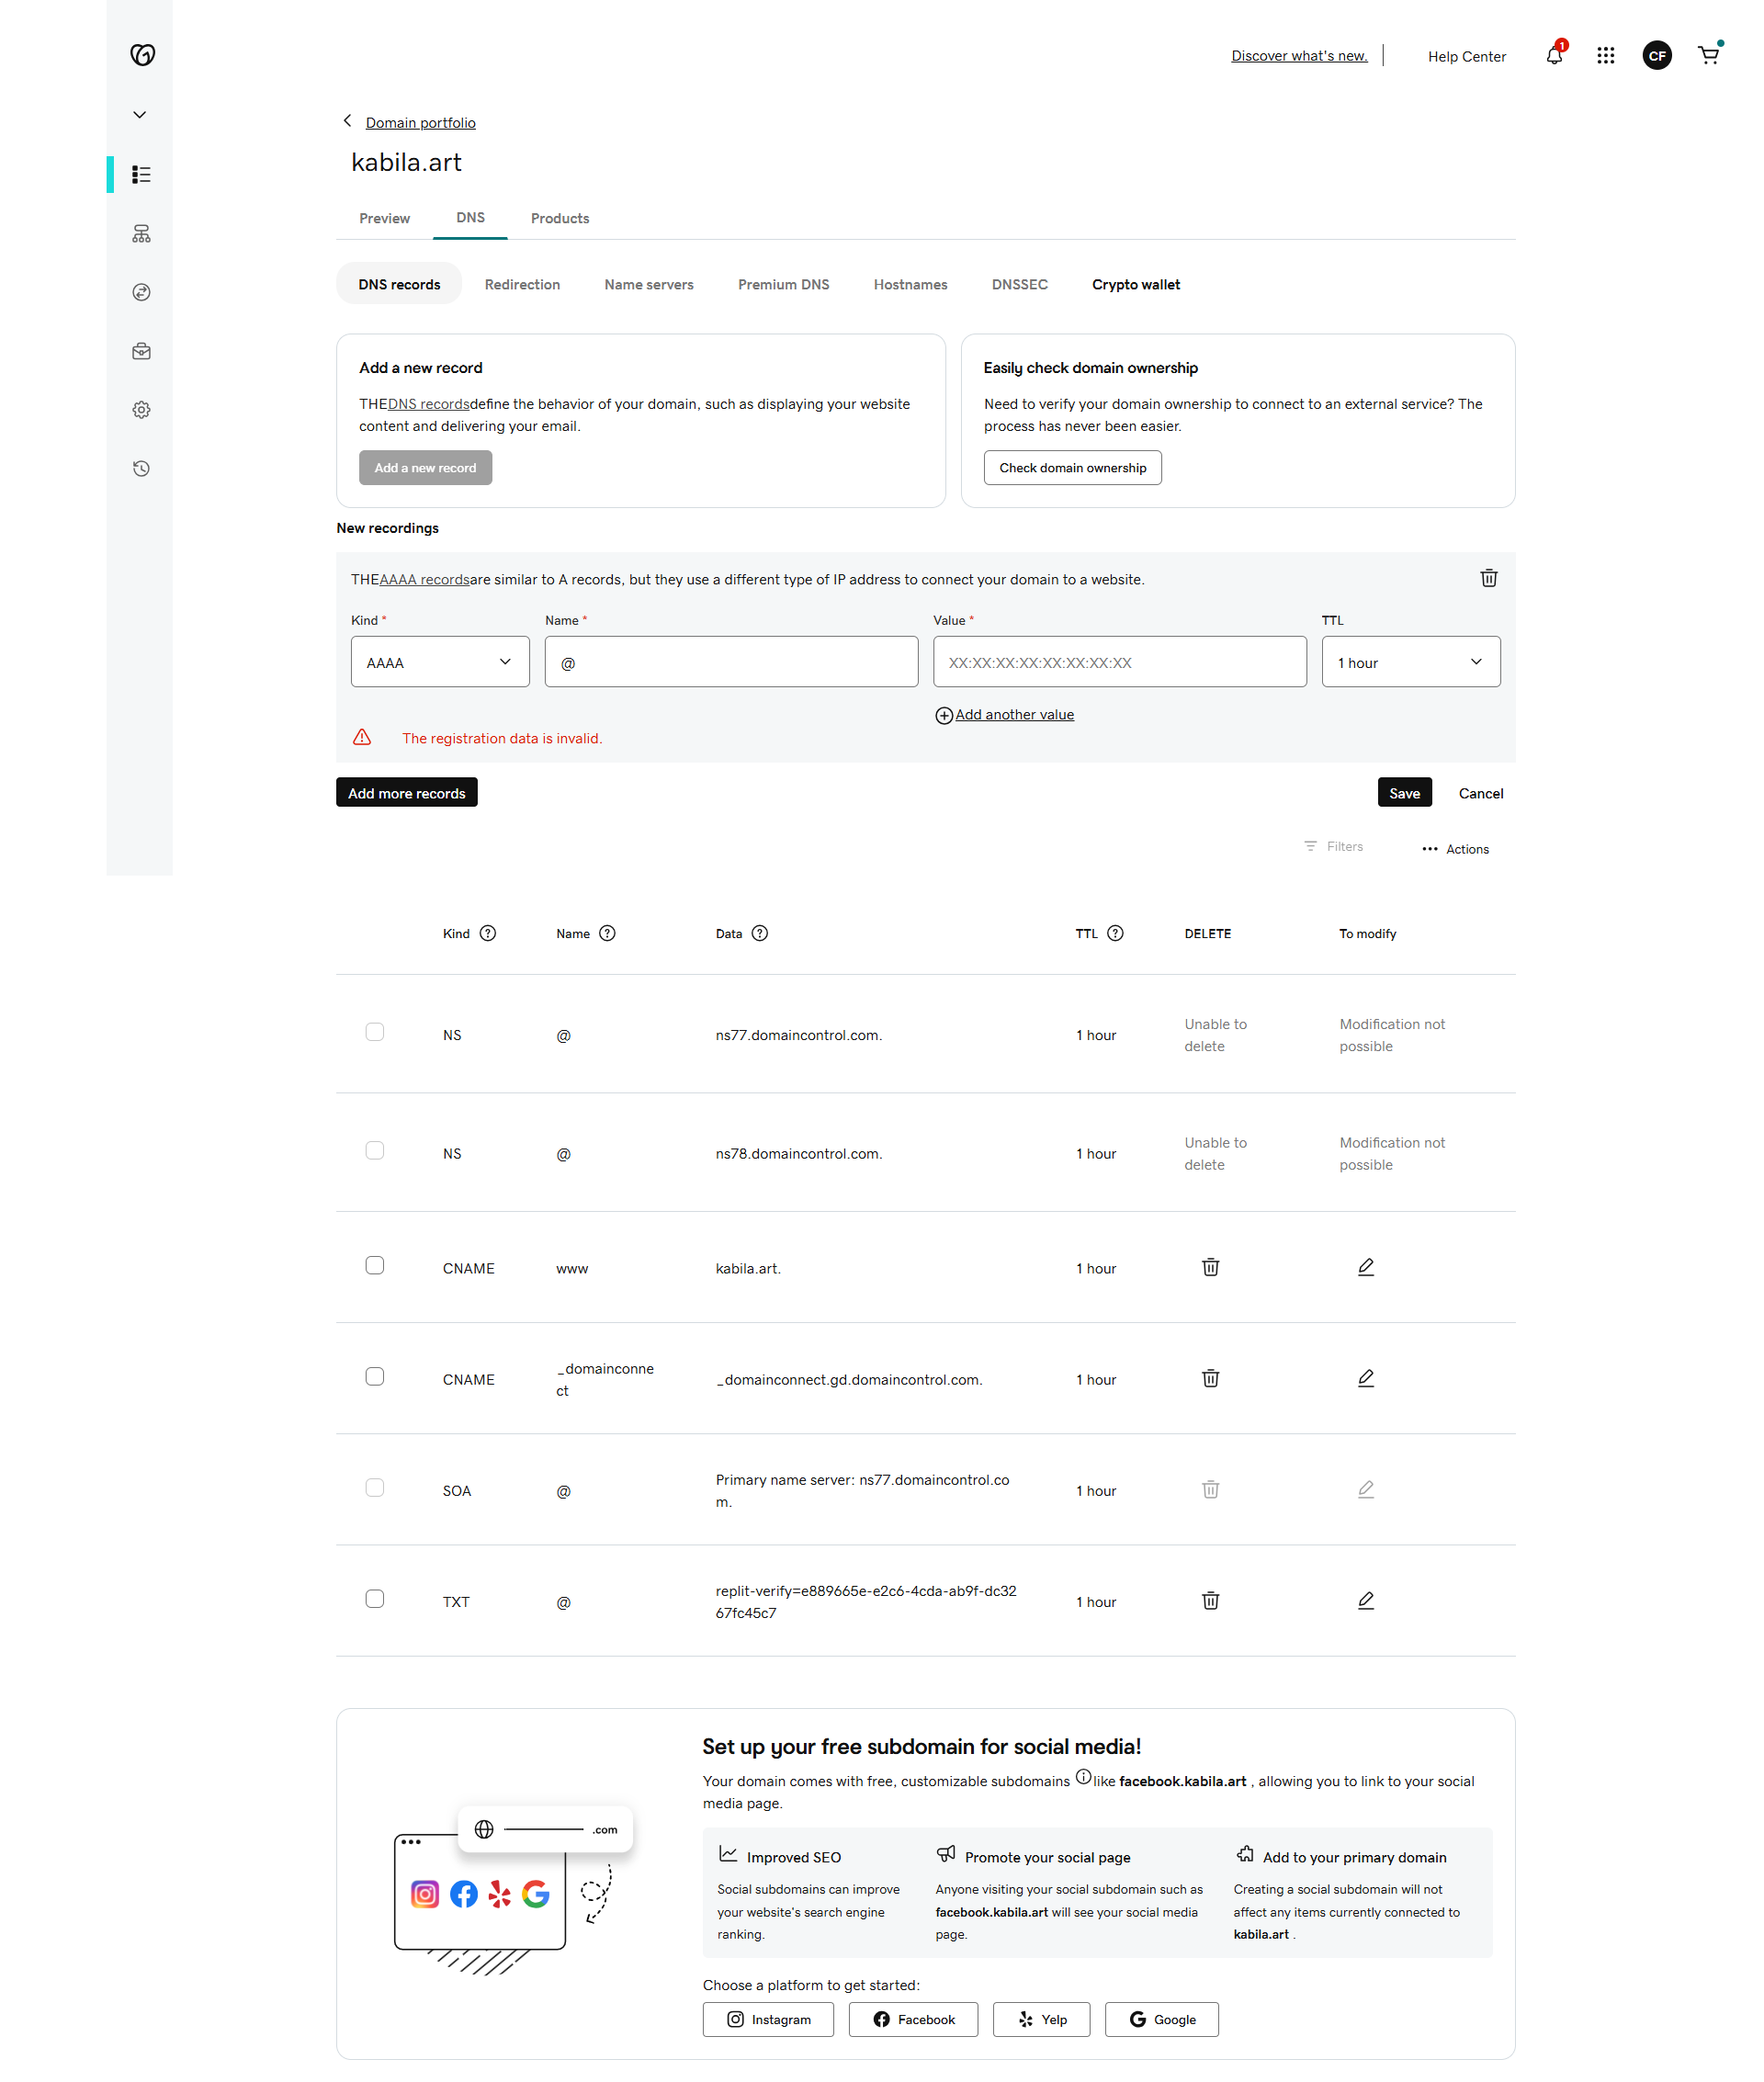 Discover what's new.
Help Center
1
CF
Domain portfolio
kabila.art
Preview
DNS
Products
DNS records
Redirection
Name servers
Premium DNS
Hostnames
DNSSEC
Crypto wallet
Add a new record
THEDNS recordsdefine the behavior of your domain, such as displaying your website
content and delivering your email.
Add a new record
Easily check domain ownership
Need to verify your domain ownership to connect to an external service? The
process has never been easier.
Check domain ownership
New recordings
THEAAAA recordsare similar to A records, but they use a different type of IP address to connect your domain to a website.
Kind *
Name *
Value *
TTL
AAAA
@
XX:XX:XX:XX:XX:XX:XX:XX
1 hour
Add another value
The registration data is invalid.
Add more records
Save
Cancel
Filters
Actions
Kind
Name
Data
TTL
DELETE
To modify
NS
@
ns77.domaincontrol.com.
1 hour
Unable to
delete
Modification not
possible
NS
@
ns78.domaincontrol.com.
1 hour
Unable to
delete
Modification not
possible
CNAME
www
kabila.art.
1 hour
CNAME
_domainconne
ct
_domainconnect.gd.domaincontrol.com.
1 hour
SOA
@
Primary name server: ns77.domaincontrol.co
m.
1 hour
TXT
@
replit-verify=e889665e-e2c6-4cda-ab9f-dc32
67fc45c7
1 hour
.com
Set up your free subdomain for social media!
Your domain comes with free, customizable subdomains like facebook.kabila.art , allowing you to link to your social
media page.
Improved SEO
Social subdomains can improve
your website's search engine
ranking.
Promote your social page
Anyone visiting your social subdomain such as
facebook.kabila.art will see your social media
page.
Add to your primary domain
Creating a social subdomain will not
affect any items currently connected to
kabila.art .
Choose a platform to get started:
Instagram
Facebook
Yelp
Google